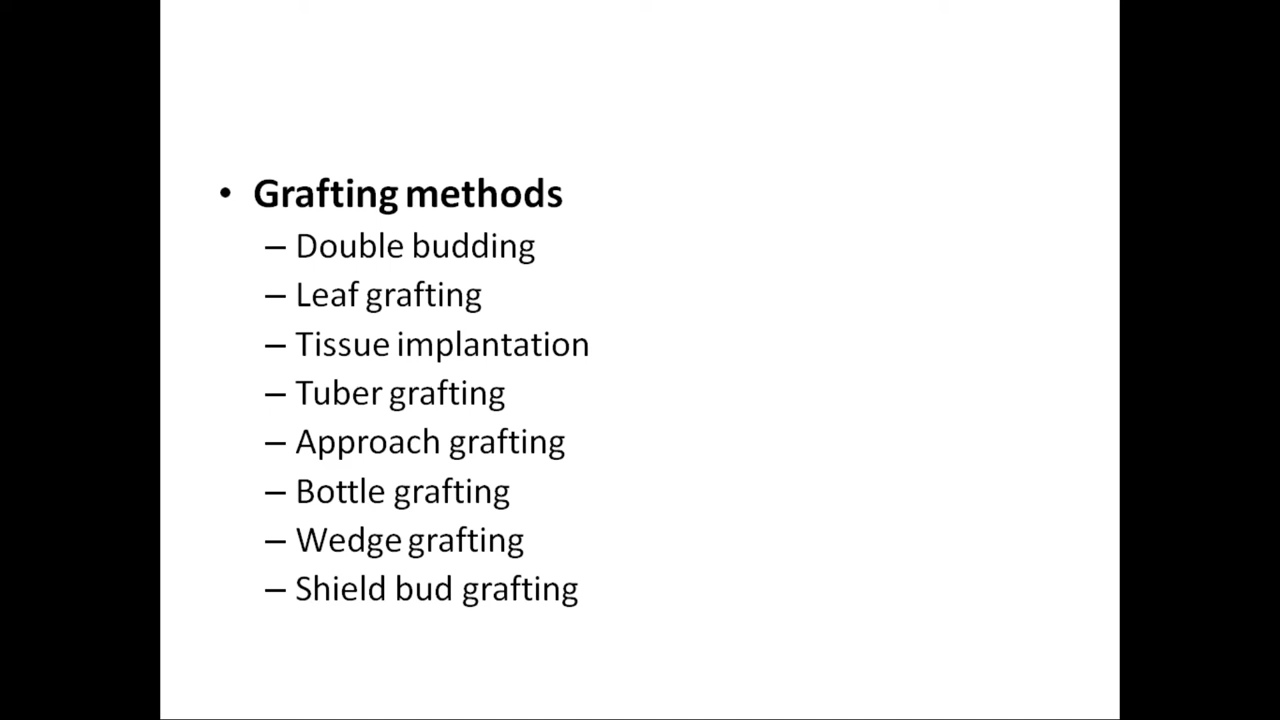 • Grafting methods
– Double budding
– Leaf grafting
– Tissue implantation
– Tuber grafting
– Approach grafting
– Bottle grafting
– Wedge grafting
– Shield bud grafting